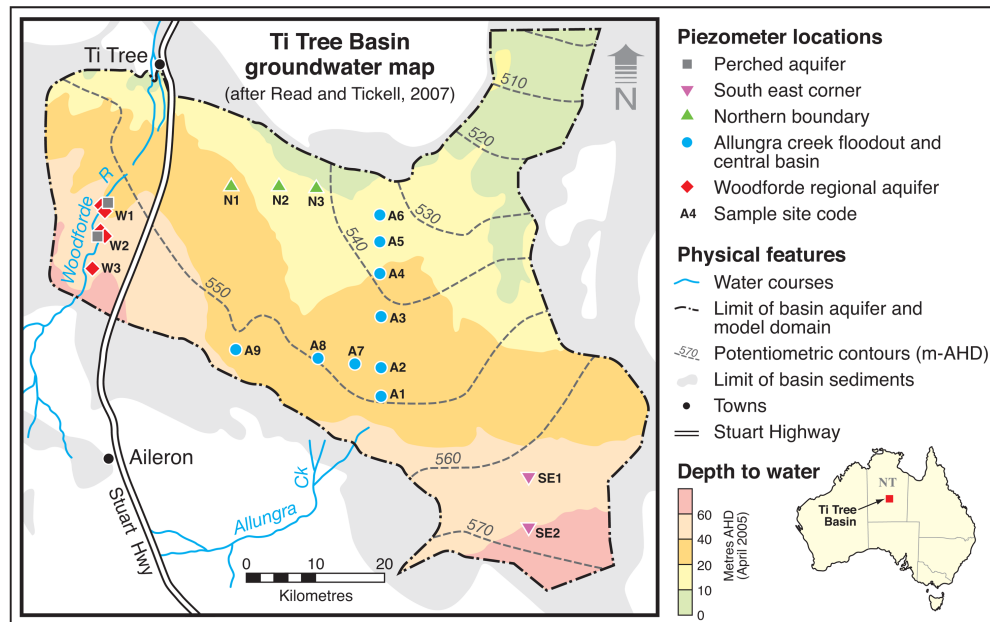 Ti Tree Basin
groundwater map
(after Read and Tickell, 2007)
Ti Tree
N
510
520
530
540
550
560
570
Woodforde R
W1
W2
W3
N1
N2
N3
A6
A5
A4
A3
A2
A1
A7
A8
A9
SE1
SE2
Aileron
Stuart Hwy
Allungra Ck
0 10 20
Kilometres
Piezometer locations
Perched aquifer
South east corner
Northern boundary
Allungra creek floodout and
central basin
Woodforde regional aquifer
A4 Sample site code
Physical features
Water courses
Limit of basin aquifer and
model domain
570 Potentiometric contours (m-AHD)
Limit of basin sediments
Towns
Stuart Highway
Depth to water
60
40
20
10
0
Metres AHD
(April 2005)
NT
Ti Tree
Basin